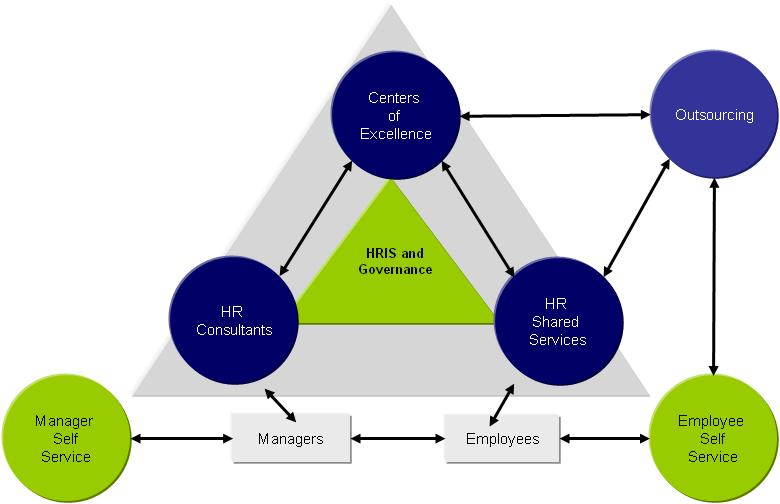 Centers
of
Excellence
Outsourcing
HRIS and
Governance
HR
Consultants
HR
Shared
Services
Manager
Self
Service
Managers
Employees
Employee
Self
Service